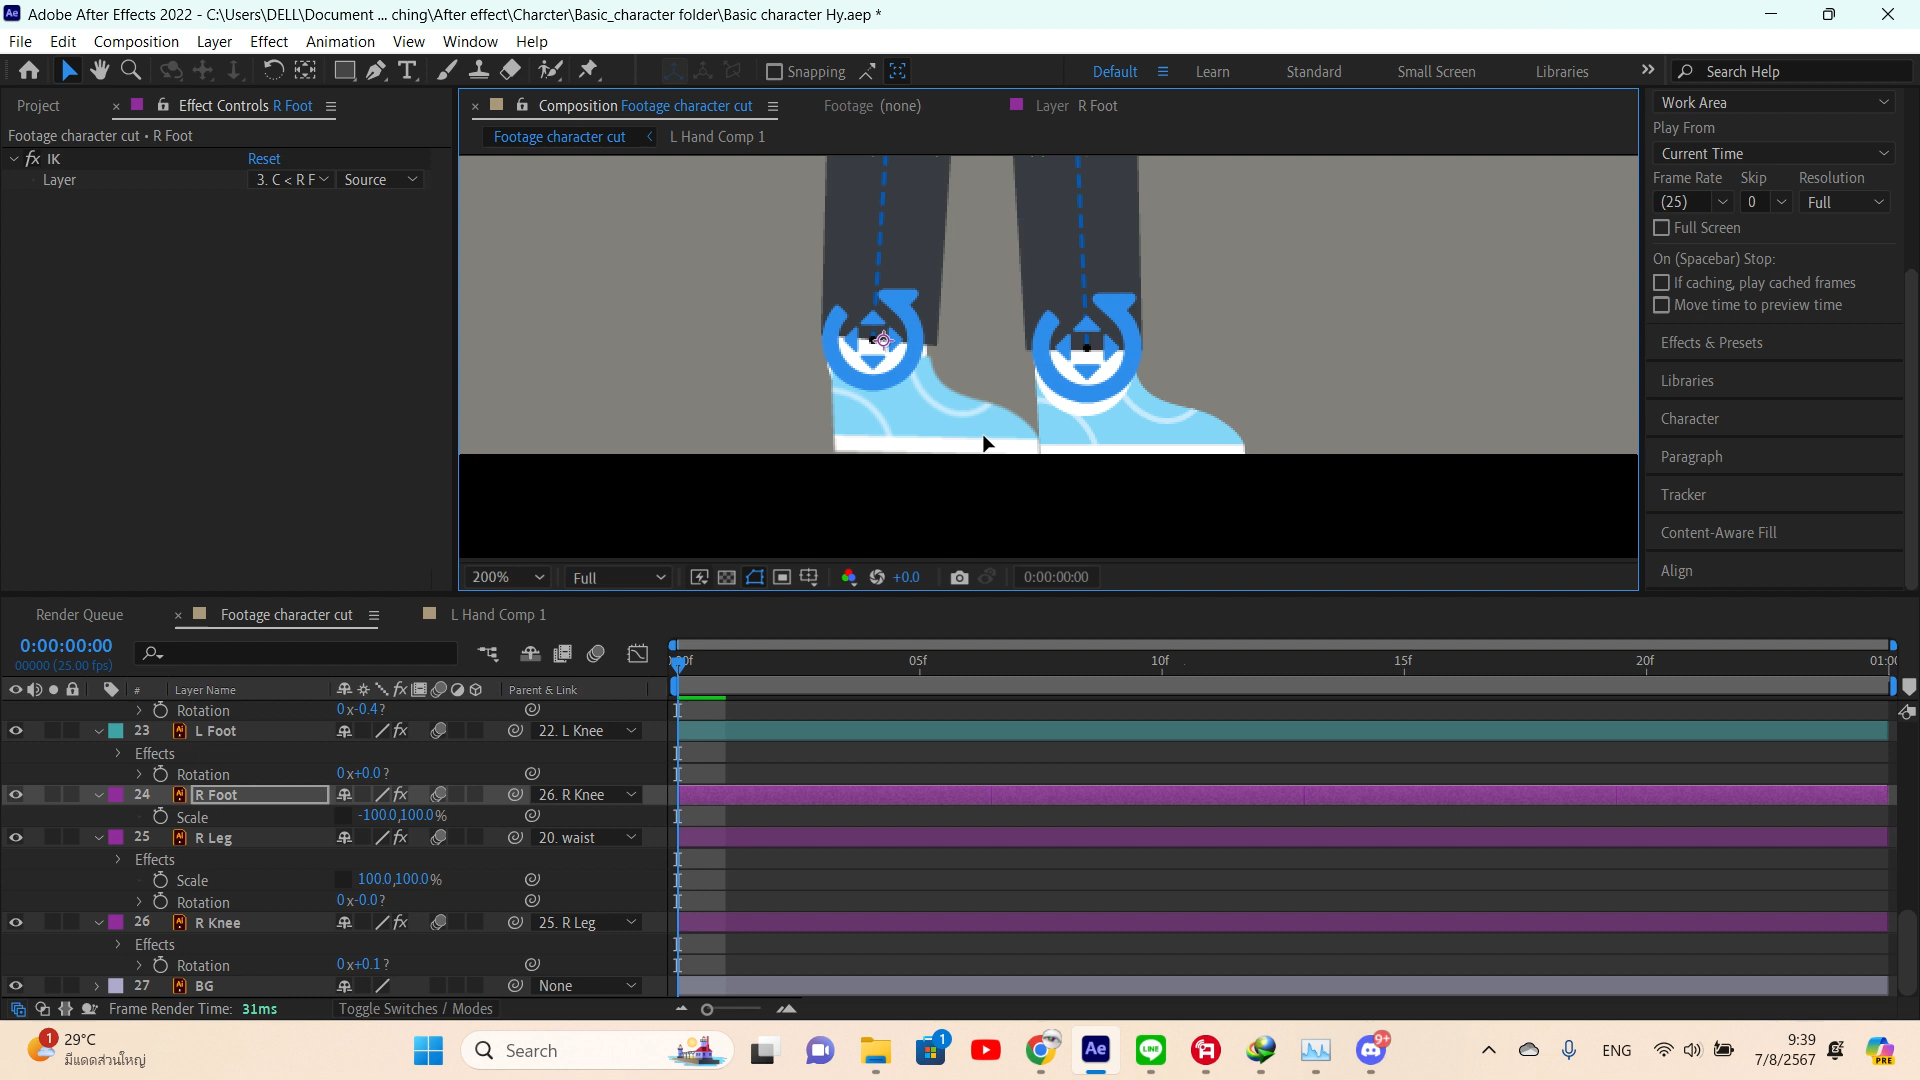 Adobe After Effects 2022 - C:\Users\DELL\Document ... ching\After effect\Charcter\Basic_character folder\Basic character Hy.aep *
File Edit Composition Layer Effect Animation View Window Help
Snapping
Default Learn Standard Small Screen Libraries
Search Help
Project
Effect Controls R Foot
Composition Footage character cut
Footage (none)
Layer R Foot
Footage character cut • R Foot
Footage character cut
L Hand Comp 1
fx IK Reset
Layer 3. C < R F Source
Work Area
Play From
Current Time
Frame Rate Skip Resolution
(25) 0 Full
Full Screen
On (Spacebar) Stop:
If caching, play cached frames
Move time to preview time
Effects & Presets
Libraries
Character
Paragraph
Tracker
Content-Aware Fill
Align
200% Full +0.0 0:00:00:00
Render Queue
Footage character cut
L Hand Comp 1
0:00:00:00
00000 (25.00 fps)
05f 10f 15f 20f
# Layer Name Parent & Link
Rotation 0x-0.4?
23 L Foot 22. L Knee
Effects
Rotation 0x+0.0?
24 R Foot 26. R Knee
Scale -100.0,100.0%
25 R Leg 20. waist
Effects
Scale 100.0,100.0%
Rotation 0x-0.0?
26 R Knee 25. R Leg
Effects
Rotation 0x+0.1?
27 BG None
Frame Render Time: 31ms
Toggle Switches / Modes
1
29°C
มีแดดส่วนใหญ่
Search
1
Ae
LINE
9+
ENG
9:39
7/8/2567
PRE